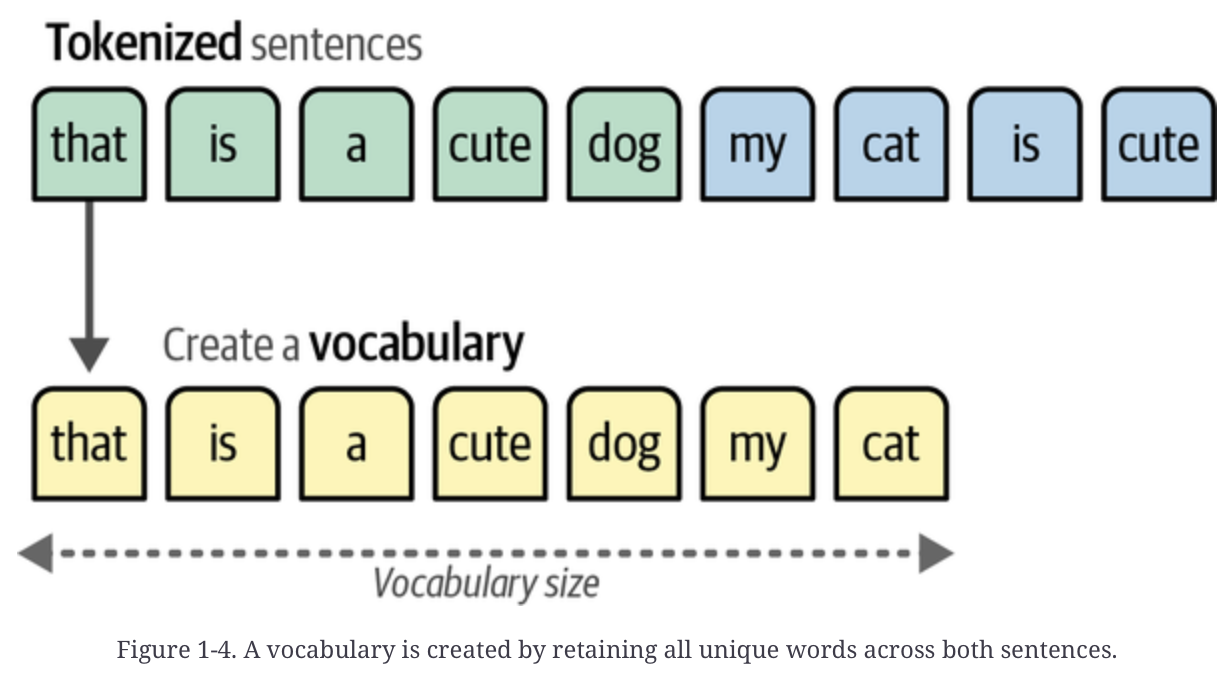 Tokenized sentences
that is a cute dog my cat is cute
Create a vocabulary
that is a cute dog my cat
Vocabulary size
Figure 1-4. A vocabulary is created by retaining all unique words across both sentences.